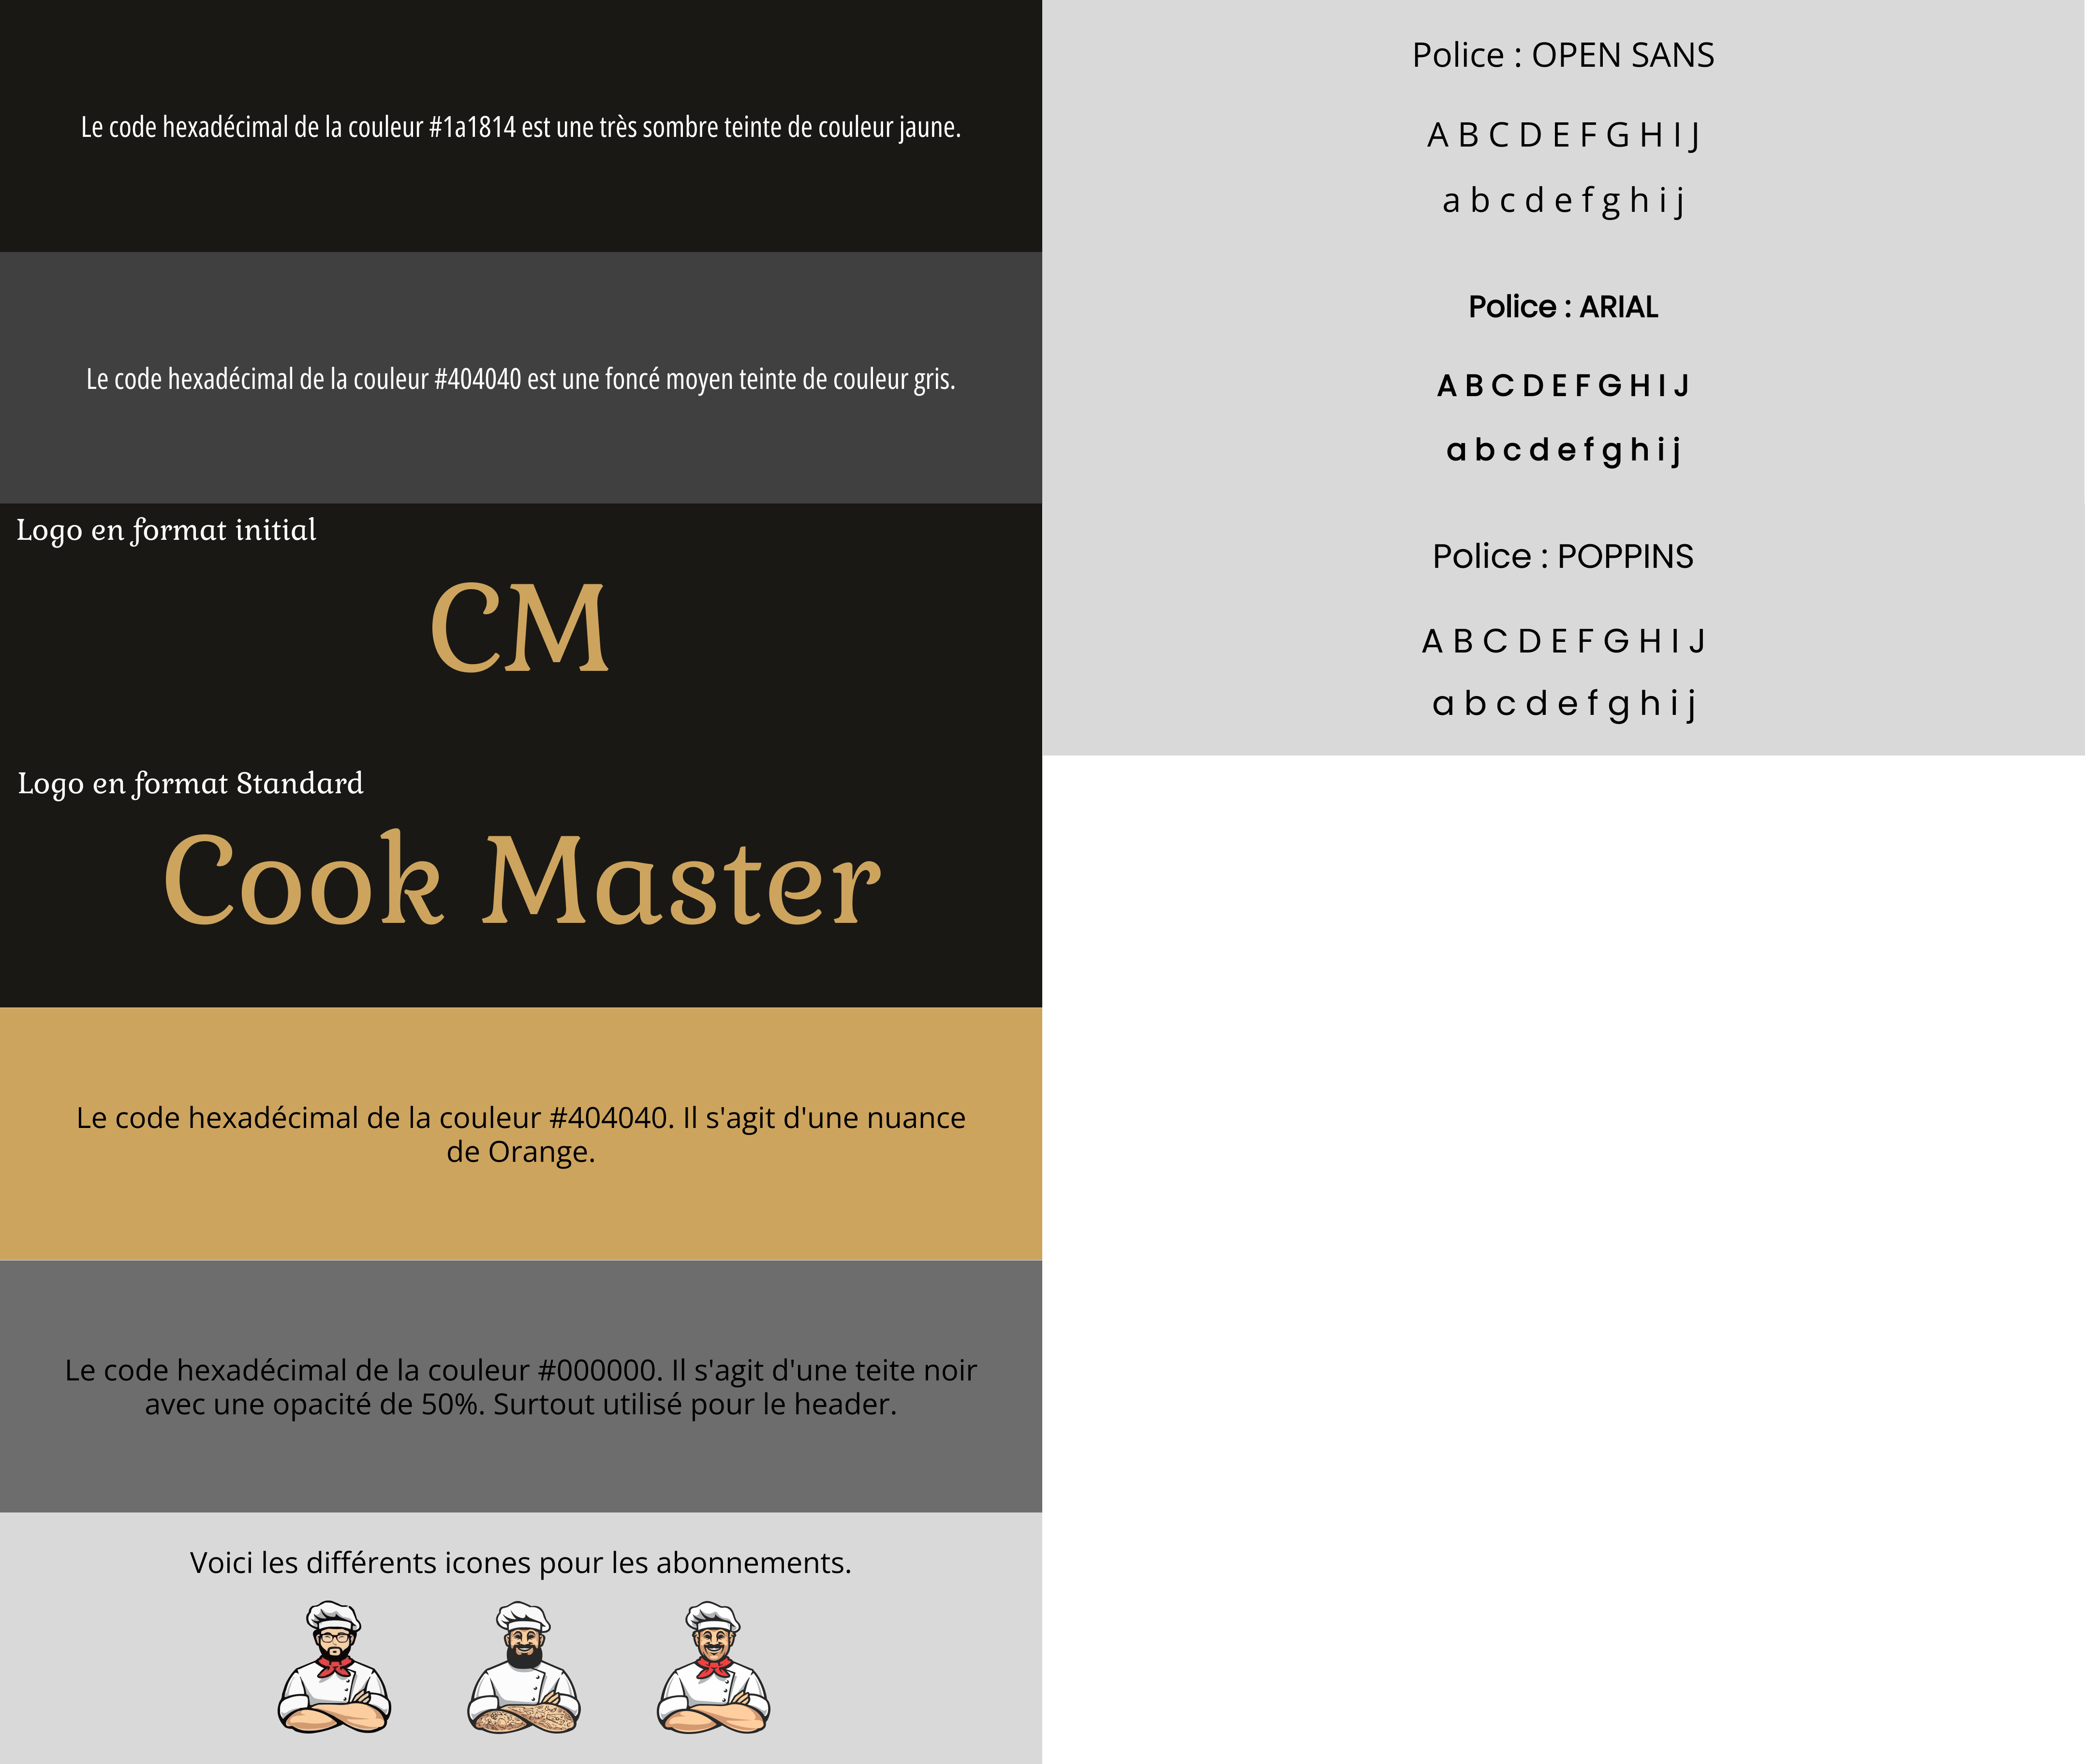 Le code hexadécimal de la couleur #1a1814 est une très sombre teinte de couleur jaune.
Le code hexadécimal de la couleur #404040 est une foncé moyen teinte de couleur gris.
Logo en format initial
CM
Logo en format Standard
Cook Master
Le code hexadécimal de la couleur #404040. Il s'agit d'une nuance
de Orange.
Le code hexadécimal de la couleur #000000. Il s'agit d'une teite noir
avec une opacité de 50%. Surtout utilisé pour le header.
Voici les différents icones pour les abonnements.
Police : OPEN SANS
A B C D E F G H I J
a b c d e f g h i j
Police : ARIAL
A B C D E F G H I J
a b c d e f g h i j
Police : POPPINS
A B C D E F G H I J
a b c d e f g h i j